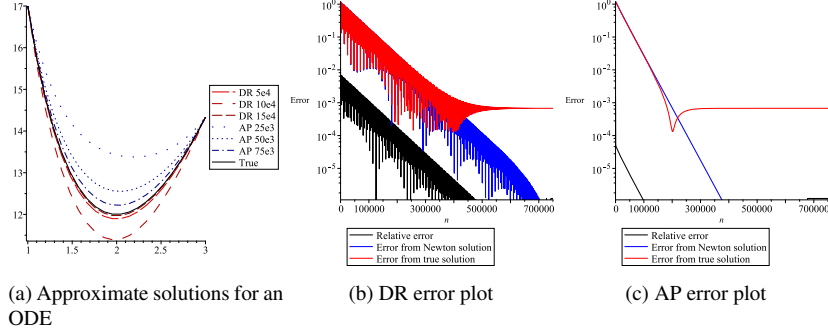 17
16
15
14
13
12
1
1.5
2
2.5
3
DR 5e4
DR 10e4
DR 15e4
AP 25e3
AP 50e3
AP 75e3
True
(a) Approximate solutions for an
ODE
10^0
10^-1
10^-2
Error
10^-3
10^-4
10^-5
0 100000 300000 500000 700000
n
Relative error
Error from Newton solution
Error from true solution
(b) DR error plot
10^0
10^-1
10^-2
Error
10^-3
10^-4
10^-5
0 100000 300000 500000 700000
n
Relative error
Error from Newton solution
Error from true solution
(c) AP error plot